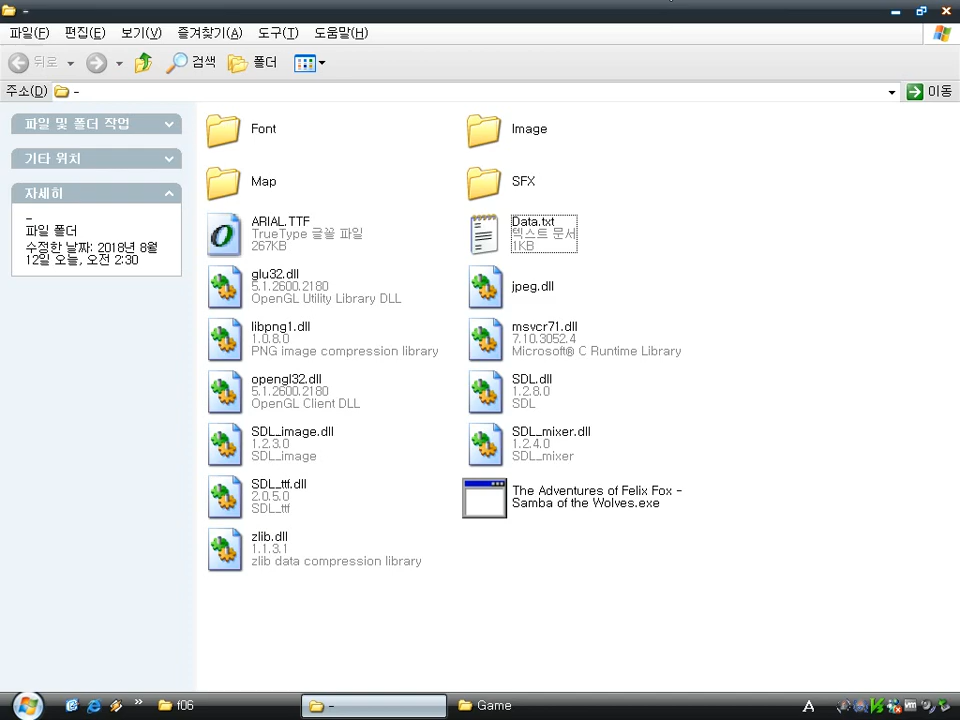 -
파일(F) 편집(E) 보기(V) 즐겨찾기(A) 도구(T) 도움말(H)
뒤로 검색 폴더
주소(D) - 이동
파일 및 폴더 작업
기타 위치
자세히
-
파일 폴더
수정한 날짜: 2018년 8월
12일 오늘, 오전 2:30
Font
Image
Map
SFX
ARIAL.TTF
TrueType 글꼴 파일
267KB
Data.txt
텍스트 문서
1KB
glu32.dll
5.1.2600.2180
OpenGL Utility Library DLL
jpeg.dll
libpng1.dll
1.0.8.0
PNG image compression library
msvcr71.dll
7.10.3052.4
Microsoft® C Runtime Library
opengl32.dll
5.1.2600.2180
OpenGL Client DLL
SDL.dll
1.2.8.0
SDL
SDL_image.dll
1.2.3.0
SDL_image
SDL_mixer.dll
1.2.4.0
SDL_mixer
SDL_ttf.dll
2.0.5.0
SDL_ttf
The Adventures of Felix Fox -
Samba of the Wolves.exe
zlib.dll
1.1.3.1
zlib data compression library
f06 - Game A